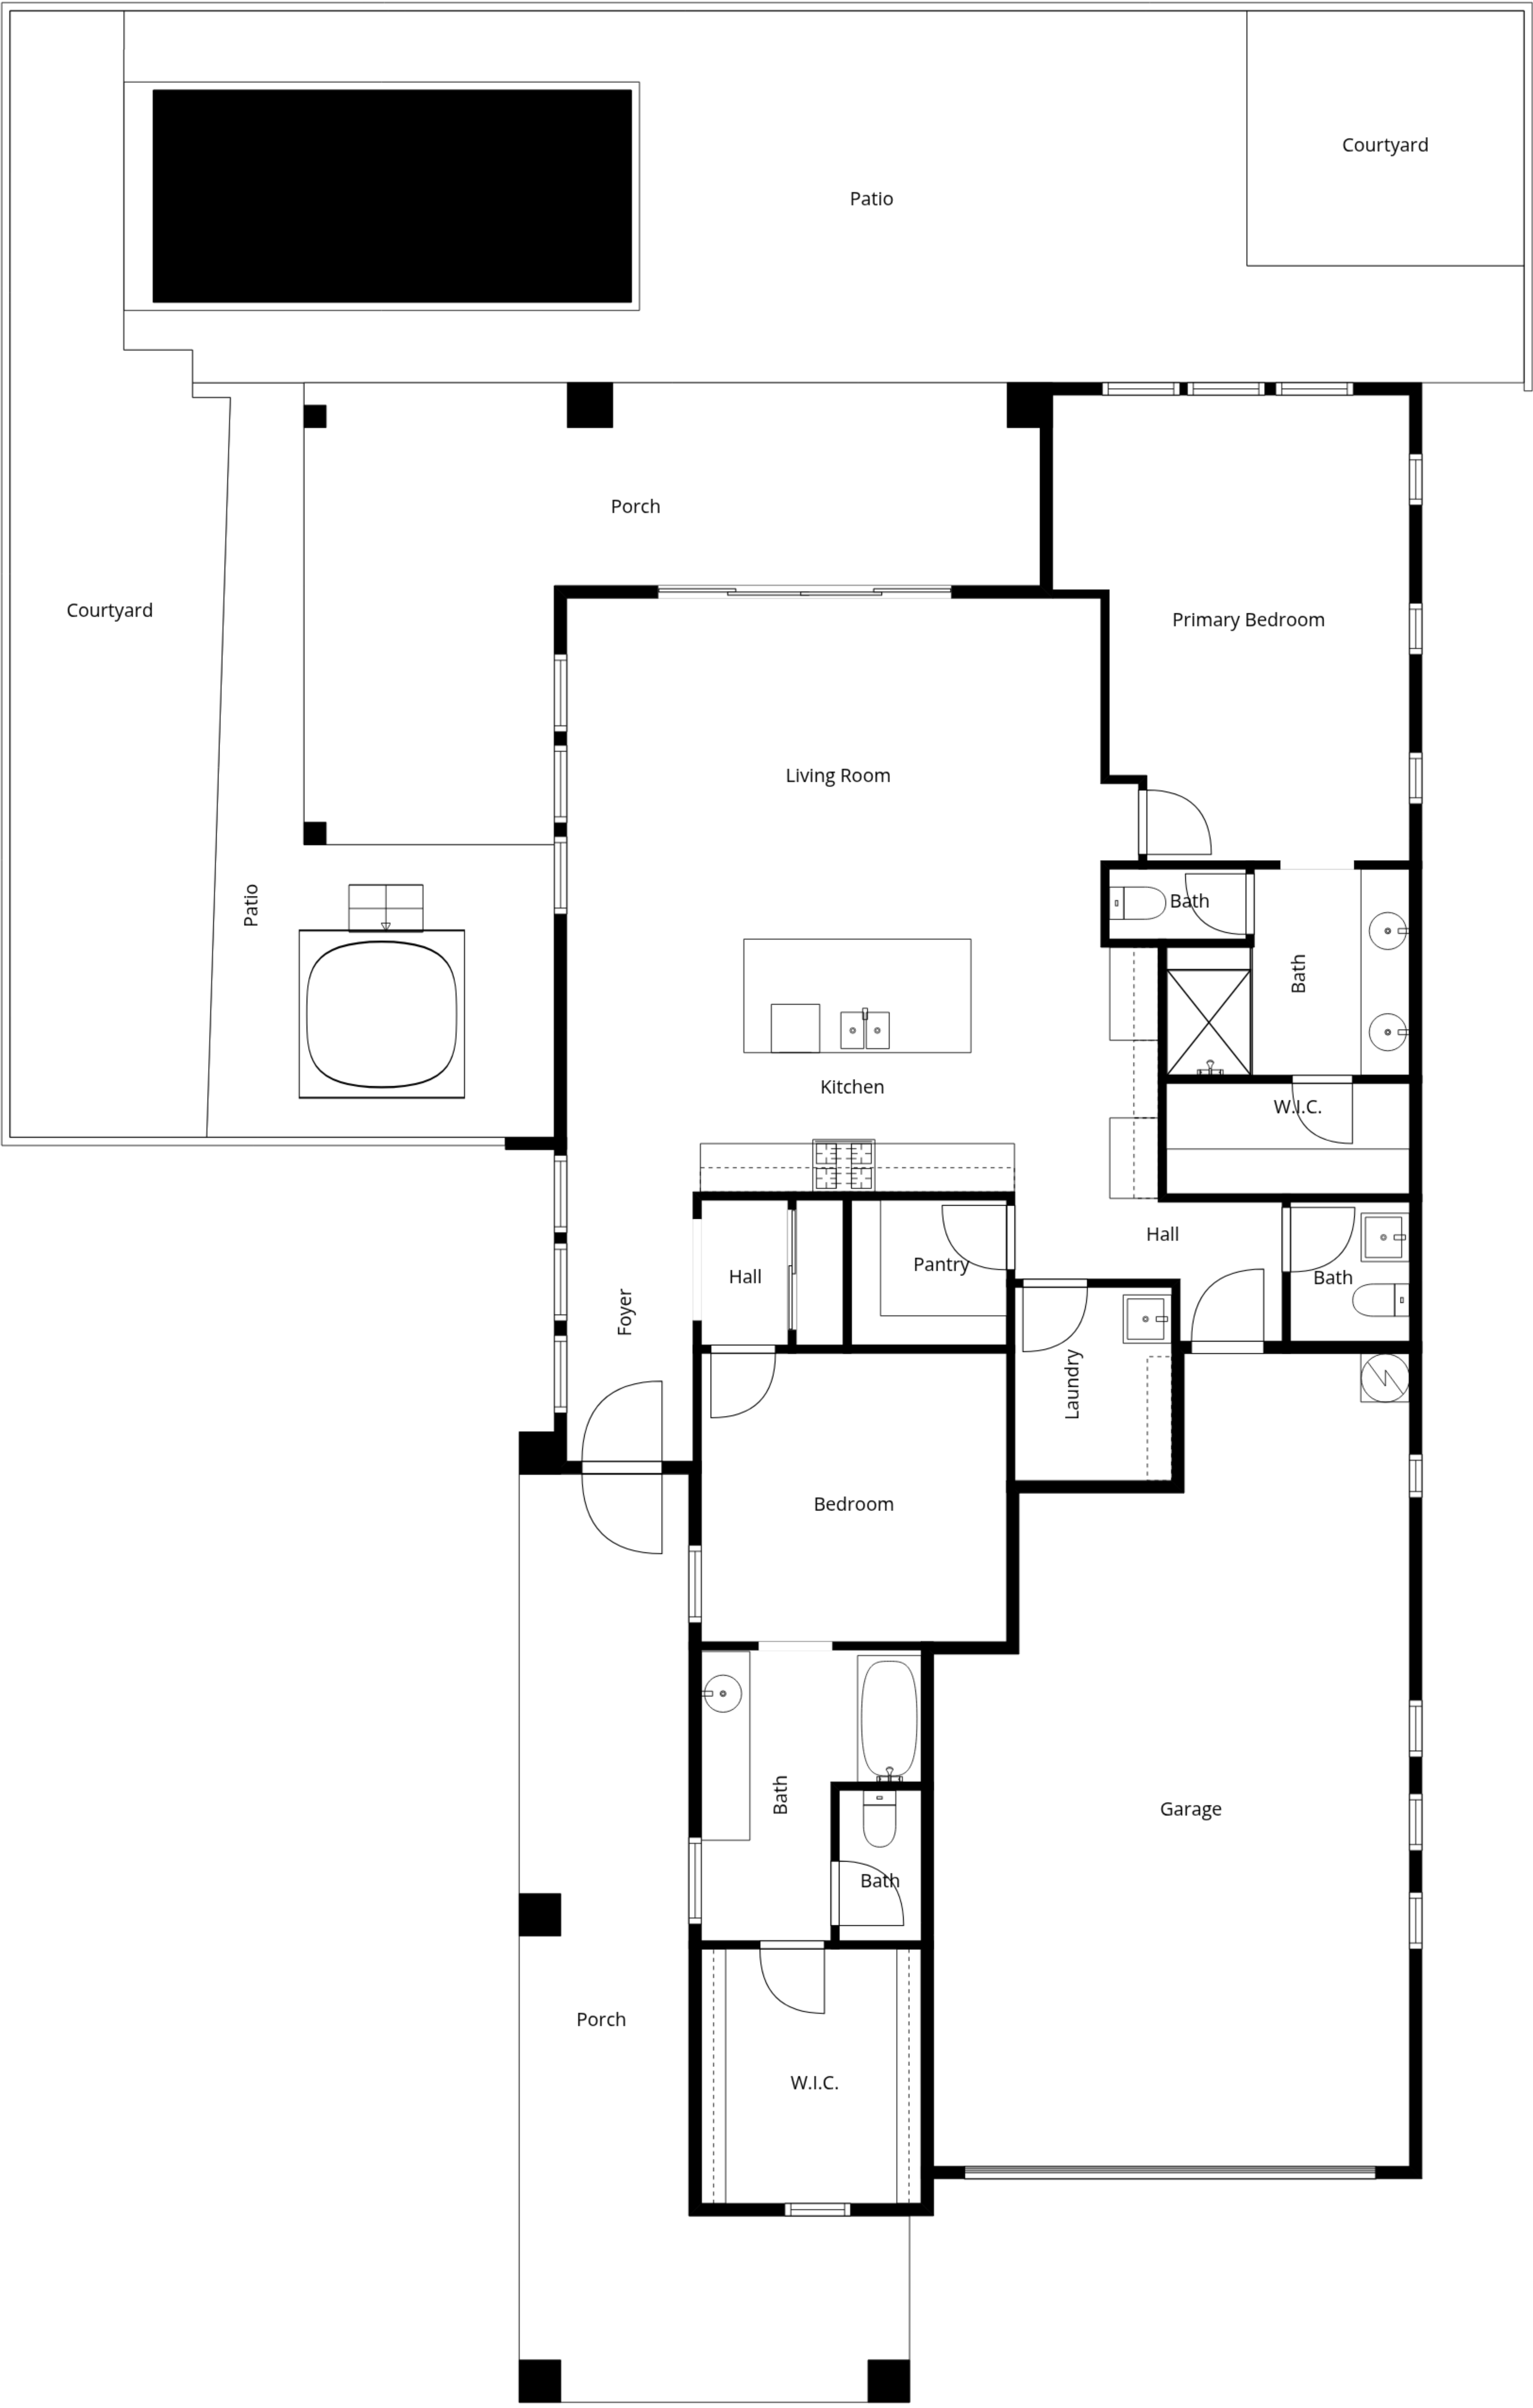 Courtyard
Patio
Porch
Courtyard
Primary Bedroom
Living Room
Bath
Patio
Bath
Kitchen
W.I.C.
Hall
Pantry
Hall
Bath
Foyer
Laundry
Bedroom
Bath
Garage
Bath
Porch
W.I.C.